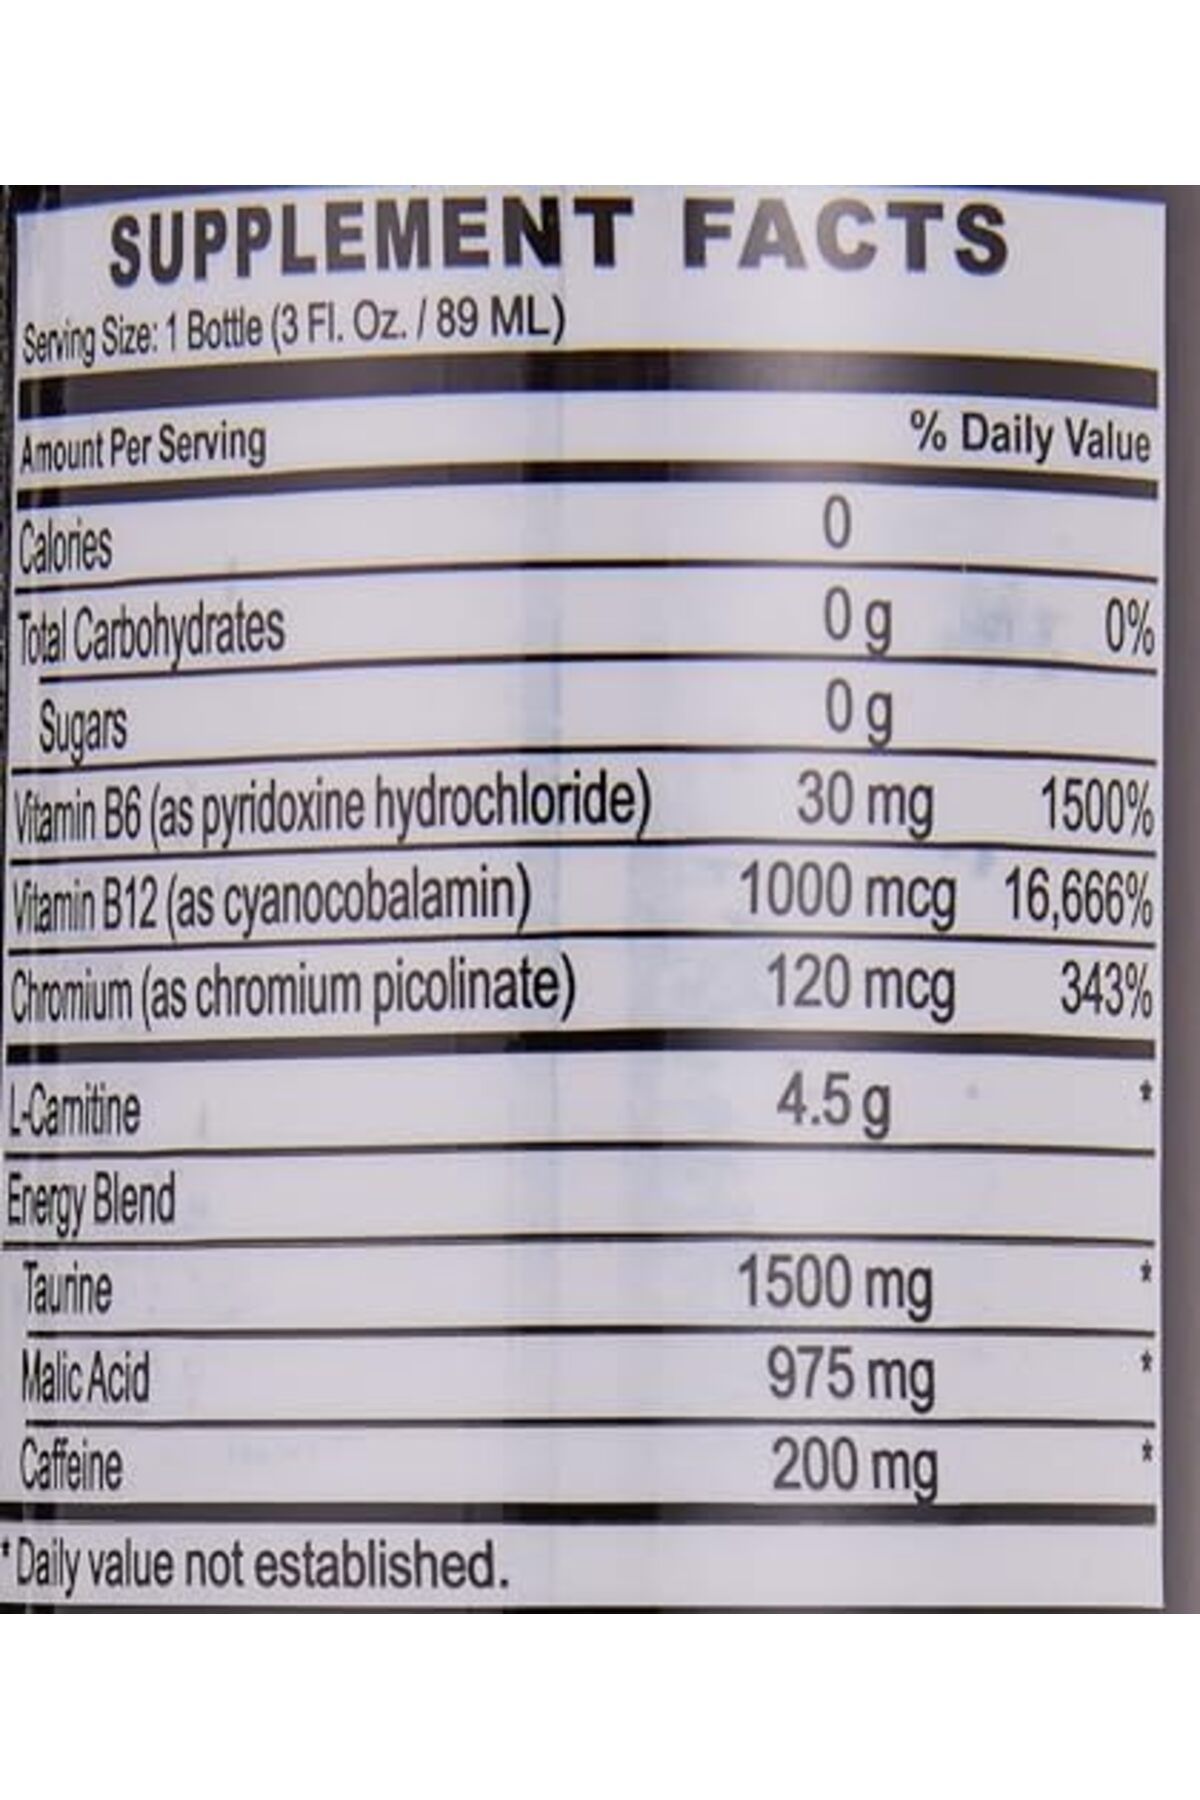 SUPPLEMENT FACTS
Serving Size: 1 Bottle (3 Fl. Oz. / 89 ML)
Amount Per Serving % Daily Value
Calories 0
Total Carbohydrates 0 g 0%
Sugars 0 g
Vitamin B6 (as pyridoxine hydrochloride) 30 mg 1500%
Vitamin B12 (as cyanocobalamin) 1000 mcg 16,666%
Chromium (as chromium picolinate) 120 mcg 343%
L-Carnitine 4.5 g *
Energy Blend
Taurine 1500 mg *
Malic Acid 975 mg *
Caffeine 200 mg *
* Daily value not established.